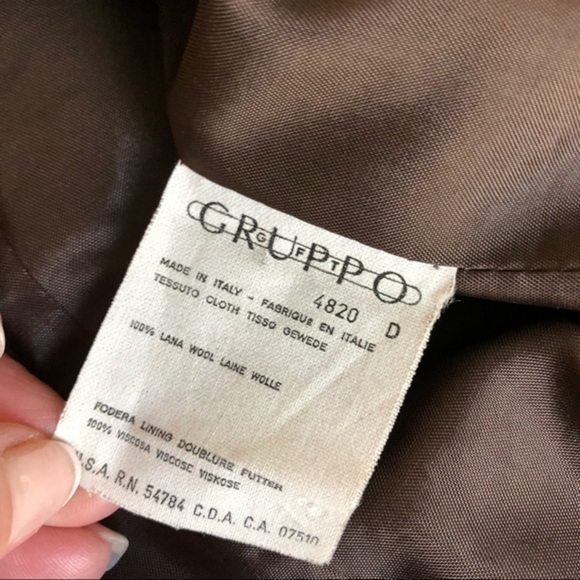 GRUPPO
GFT
4820 D
MADE IN ITALY - FABRIQUE EN ITALIE
TESSUTO CLOTH TISSO GEWEDE
100% LANA WOOL LAINE WOLLE
FODERA LINING DOUBLURE FUTTER
100% VISCOSA VISCOSE VISKOSE
U.S.A. R.N. 54784 C.D.A. C.A. 07510